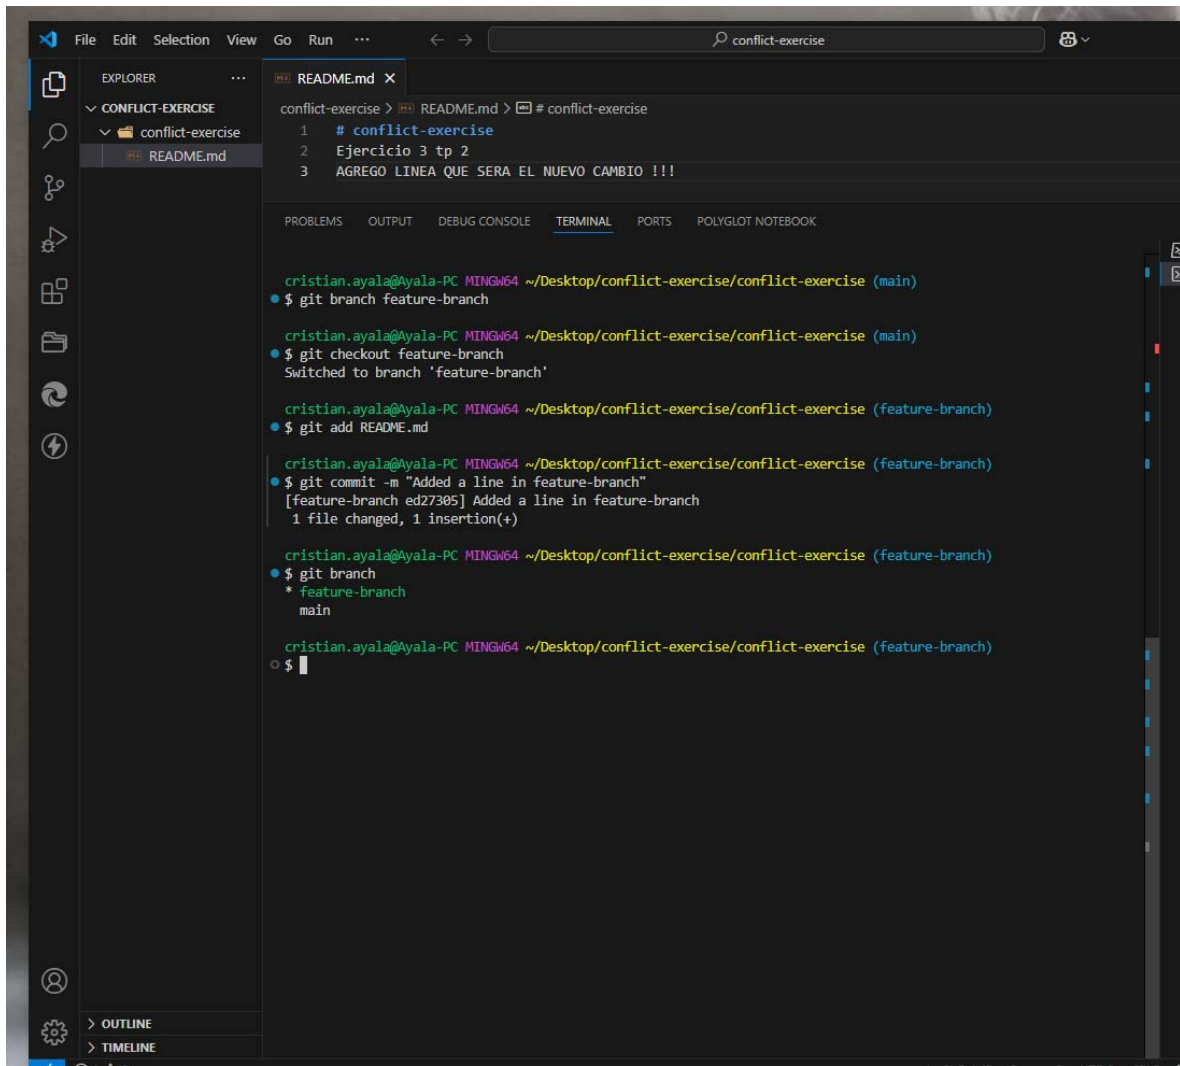 File Edit Selection View Go Run ··· ← → conflict-exercise
EXPLORER ···
CONFLICT-EXERCISE
conflict-exercise
README.md
README.md
conflict-exercise > README.md > # conflict-exercise
1 # conflict-exercise
2 Ejercicio 3 tp 2
3 AGREGO LINEA QUE SERA EL NUEVO CAMBIO !!!
PROBLEMS OUTPUT DEBUG CONSOLE TERMINAL PORTS POLYGLOT NOTEBOOK
cristian.ayala@Ayala-PC MINGW64 ~/Desktop/conflict-exercise/conflict-exercise (main)
$ git branch feature-branch
cristian.ayala@Ayala-PC MINGW64 ~/Desktop/conflict-exercise/conflict-exercise (main)
$ git checkout feature-branch
Switched to branch 'feature-branch'
cristian.ayala@Ayala-PC MINGW64 ~/Desktop/conflict-exercise/conflict-exercise (feature-branch)
$ git add README.md
cristian.ayala@Ayala-PC MINGW64 ~/Desktop/conflict-exercise/conflict-exercise (feature-branch)
$ git commit -m "Added a line in feature-branch"
[feature-branch ed27305] Added a line in feature-branch
1 file changed, 1 insertion(+)
cristian.ayala@Ayala-PC MINGW64 ~/Desktop/conflict-exercise/conflict-exercise (feature-branch)
$ git branch
* feature-branch
main
cristian.ayala@Ayala-PC MINGW64 ~/Desktop/conflict-exercise/conflict-exercise (feature-branch)
$
OUTLINE
TIMELINE